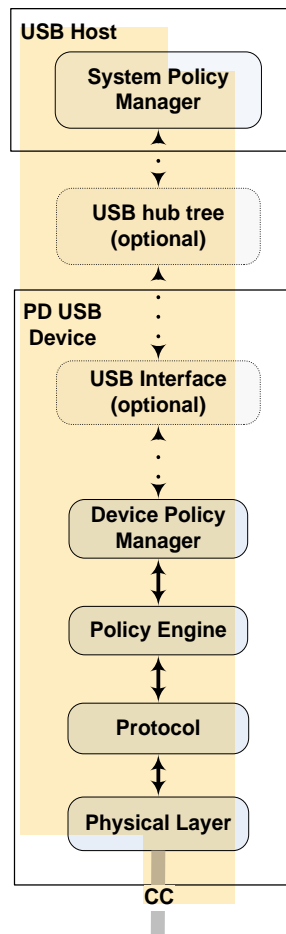 USB Host
System Policy
Manager
USB hub tree
(optional)
PD USB
Device
USB Interface
(optional)
Device Policy
Manager
Policy Engine
Protocol
Physical Layer
CC